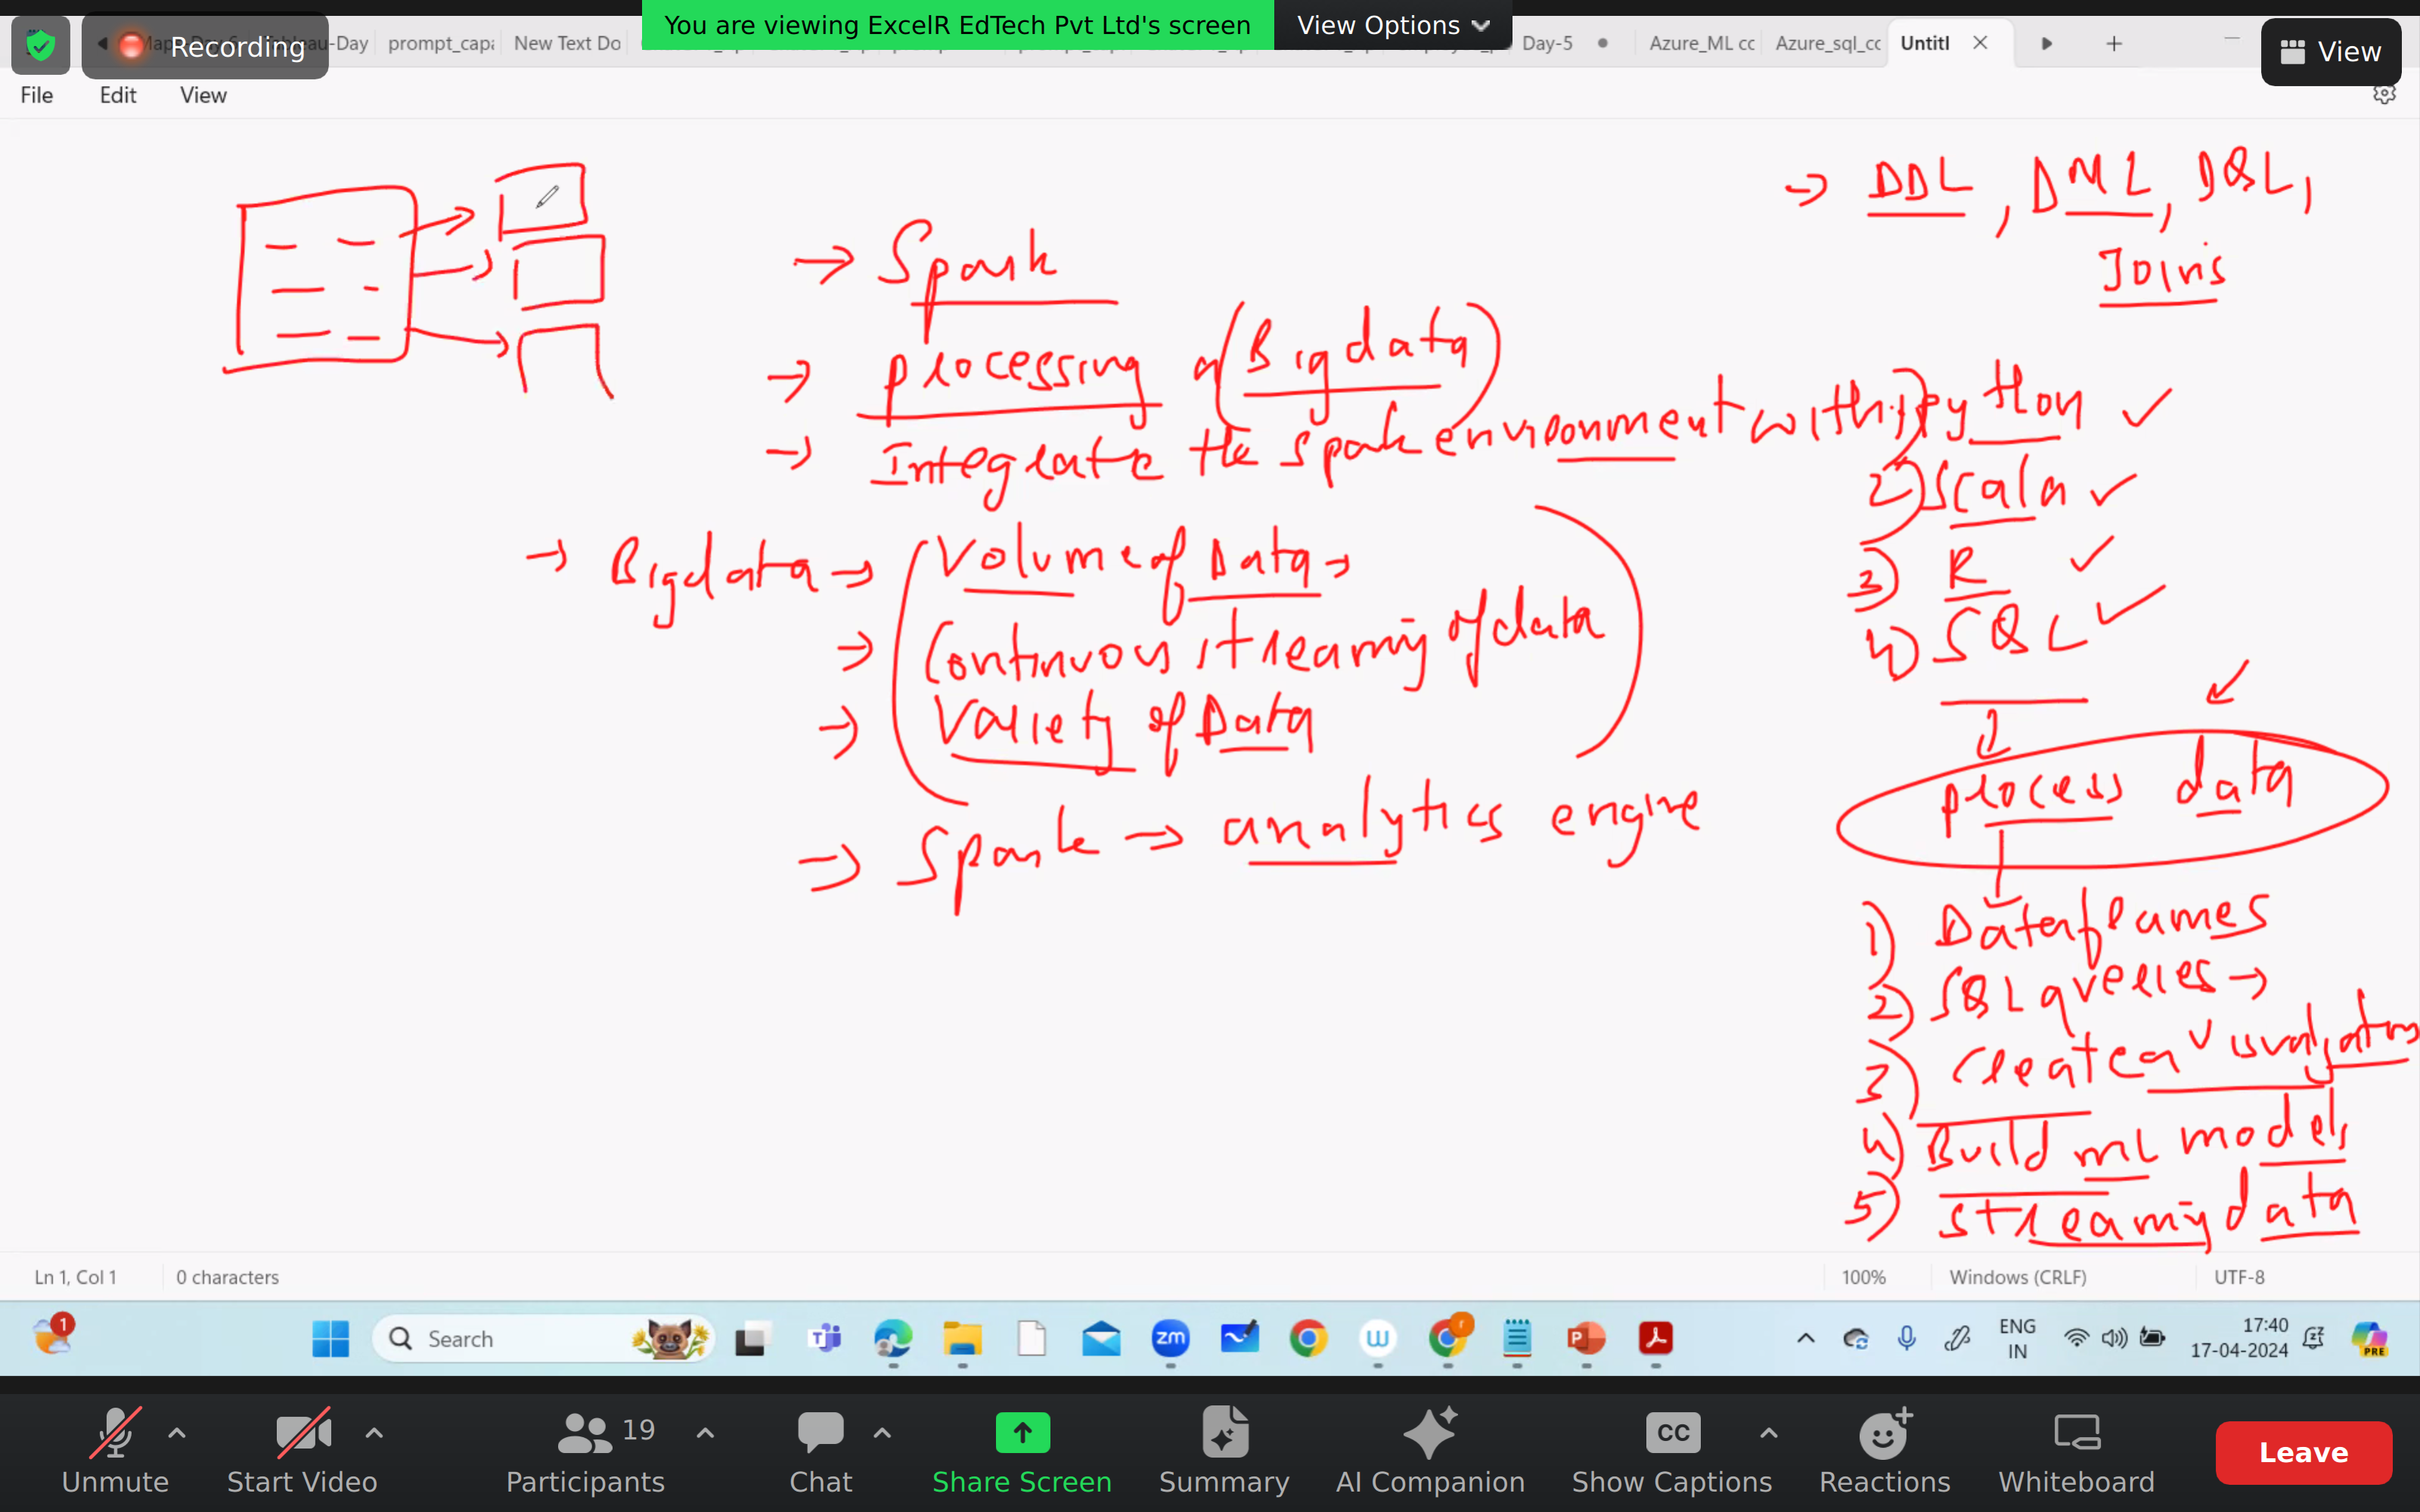 You are viewing ExcelR EdTech Pvt Ltd's screen
View Options
Recording
View
prompt_capa
New Text Do
Day-5
Azure_ML cc
Azure_sql_cc
Untitl
File Edit View
→ DDL, DML, DQL,
Joins
→ Spark
→ processing of (Bigdata)
→ Integrate the Spark environment with 1) Python ✓
2) Scala ✓
3) R ✓
4) SQL ✓
→ Bigdata → Volume of Data →
→ Continuous streaming of data
→ Variety of Data
→ Spark → analytics engine
process data
1) Dataframes
2) SQL queries →
3) Create a Visualizations
4) Build ML models
5) streaming data
Ln 1, Col 1
0 characters
100%
Windows (CRLF)
UTF-8
1
Search
zm
ENG
IN
17:40
17-04-2024
PRE
Unmute
Start Video
19
Participants
Chat
Share Screen
Summary
AI Companion
CC
Show Captions
Reactions
Whiteboard
Leave